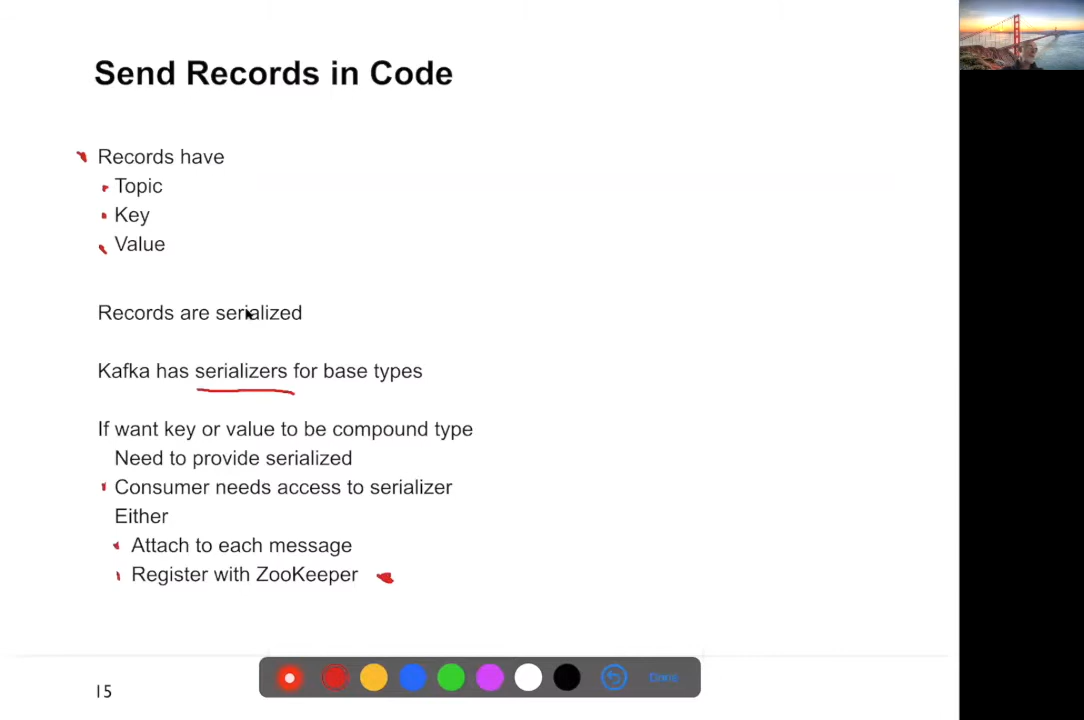 Send Records in Code
Records have
Topic
Key
Value
Records are serialized
Kafka has serializers for base types
If want key or value to be compound type
Need to provide serialized
Consumer needs access to serializer
Either
Attach to each message
Register with ZooKeeper
15
Done